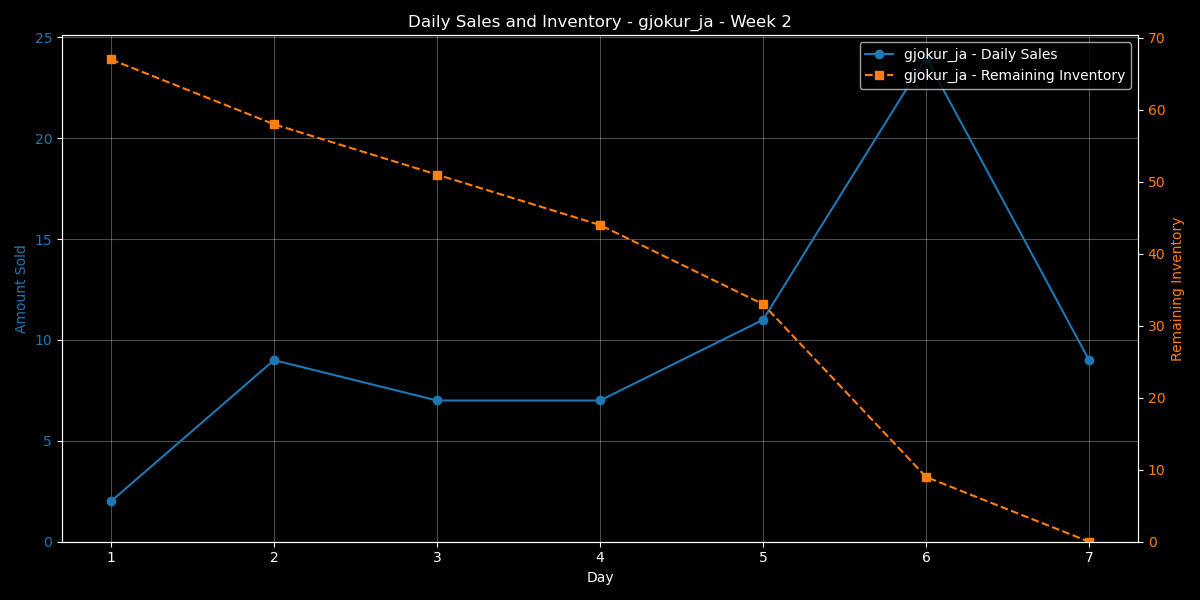 Daily Sales and Inventory - gjokur_ja - Week 2
gjokur_ja - Daily Sales
gjokur_ja - Remaining Inventory
Amount Sold
25
20
15
10
5
0
Remaining Inventory
70
60
50
40
30
20
10
0
1 2 3 4 5 6 7
Day